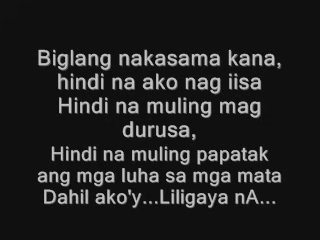 Biglang nakasama kana,
hindi na ako nag iisa
Hindi na muling mag
durusa,
Hindi na muling papatak
ang mga luha sa mga mata
Dahil ako'y...Liligaya nA...